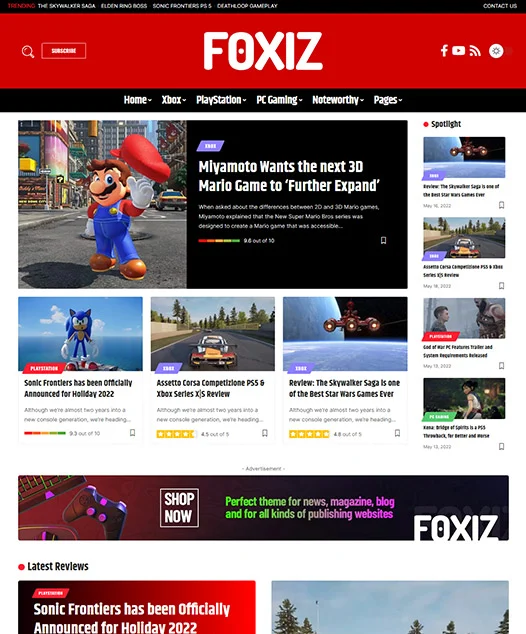 TRENDING THE SKYWALKER SAGA ELDEN RING BOSS SONIC FRONTIERS PS 5 DEATHLOOP GAMEPLAY CONTACT US
SUBSCRIBE
FOXIZ
Home Xbox PlayStation PC Gaming Noteworthy Pages
XBOX
Miyamoto Wants the next 3D
Mario Game to ‘Further Expand’
When asked about the differences between 2D and 3D Mario games,
Miyamoto explained that the New Super Mario Bros series was
designed to create a Mario game that was accessible...
9.6 out of 10
PLAYSTATION
Sonic Frontiers has been Officially
Announced for Holiday 2022
Although we're almost two years into a
new console generation, we're heading...
9.3 out of 10
XBOX
Assetto Corsa Competizione PS5 &
Xbox Series X|S Review
Although we're almost two years into a
new console generation, we're heading...
4.5 out of 5
XBOX
Review: The Skywalker Saga is one
of the Best Star Wars Games Ever
Although we're almost two years into a
new console generation, we're heading...
4.8 out of 5
Spotlight
XBOX
Review: The Skywalker Saga is one
of the Best Star Wars Games Ever
May 16, 2022
XBOX
Assetto Corsa Competizione PS5 & Xbox
Series X|S Review
May 16, 2022
PLAYSTATION
God of War PC Features Trailer and
System Requirements Released
May 13, 2022
PC GAMING
Kena: Bridge of Spirits is a PS5
Throwback, for Better and Worse
May 13, 2022
- Advertisement -
SHOP
NOW
Perfect theme for news, magazine, blog
and for all kinds of publishing websites
FOXIZ
Latest Reviews
PLAYSTATION
Sonic Frontiers has been Officially
Announced for Holiday 2022